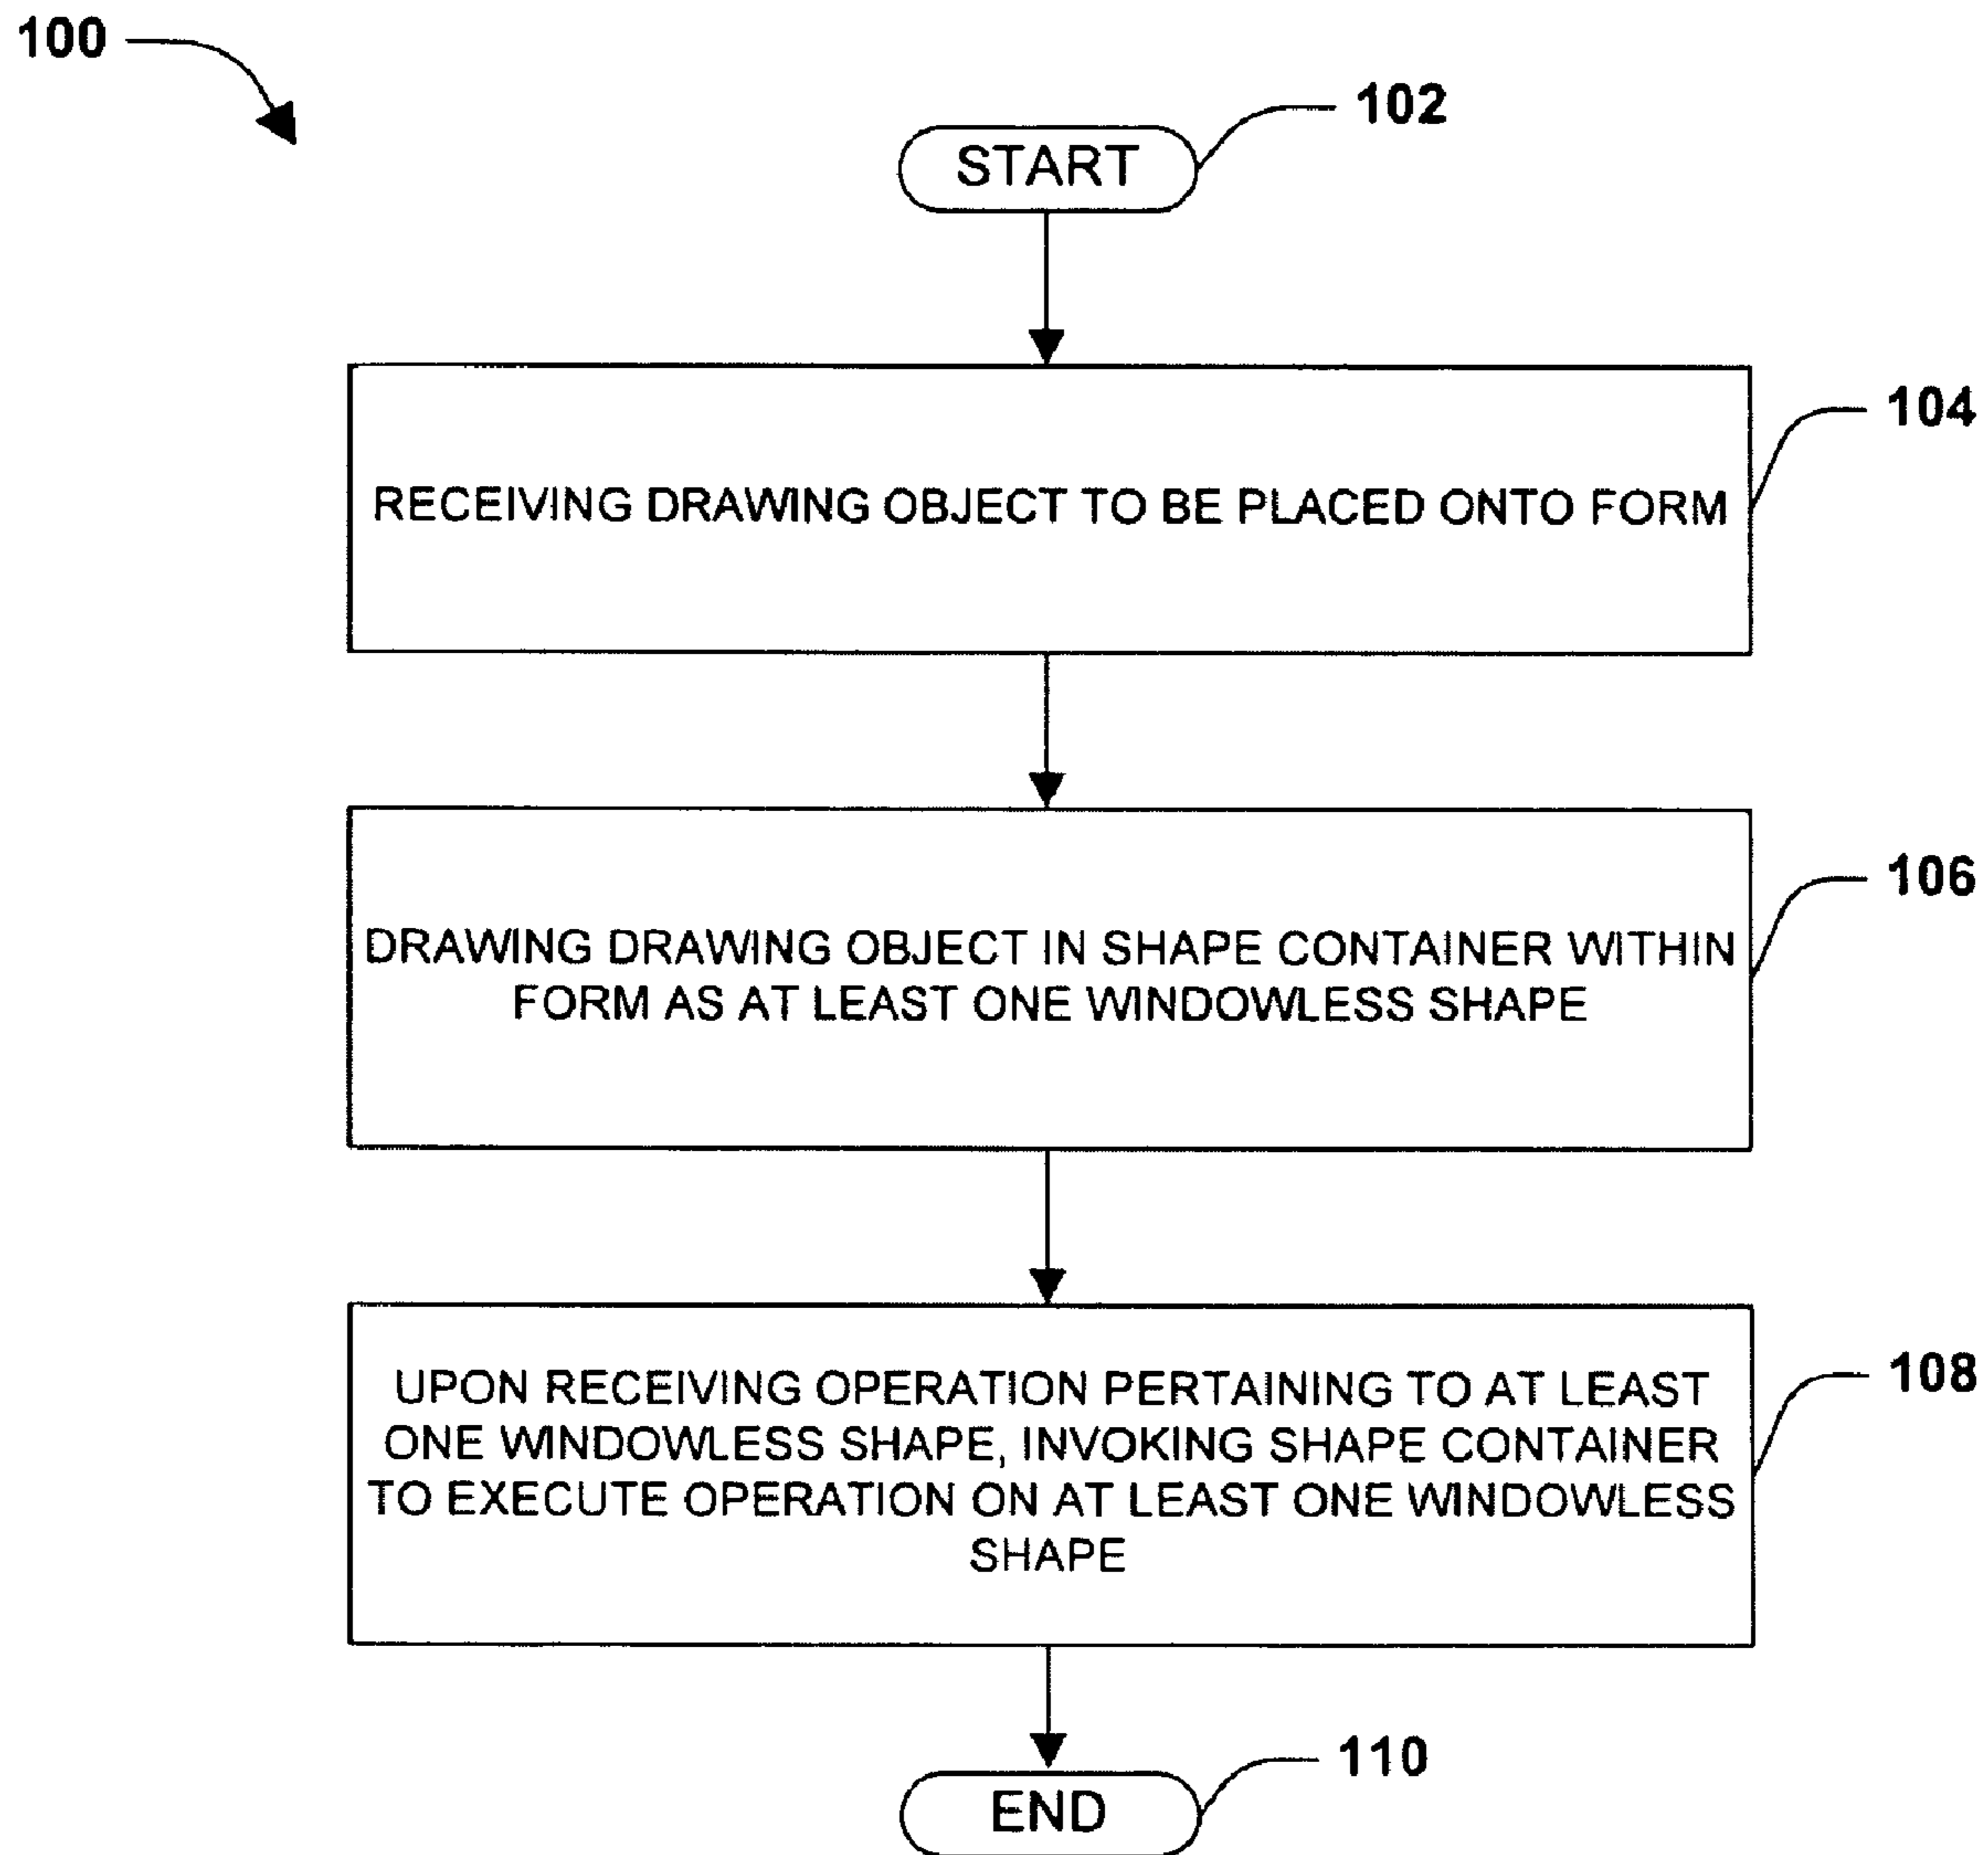 100
102
START
104
RECEIVING DRAWING OBJECT TO BE PLACED ONTO FORM
106
DRAWING DRAWING OBJECT IN SHAPE CONTAINER WITHIN
FORM AS AT LEAST ONE WINDOWLESS SHAPE
108
UPON RECEIVING OPERATION PERTAINING TO AT LEAST
ONE WINDOWLESS SHAPE, INVOKING SHAPE CONTAINER
TO EXECUTE OPERATION ON AT LEAST ONE WINDOWLESS
SHAPE
110
END